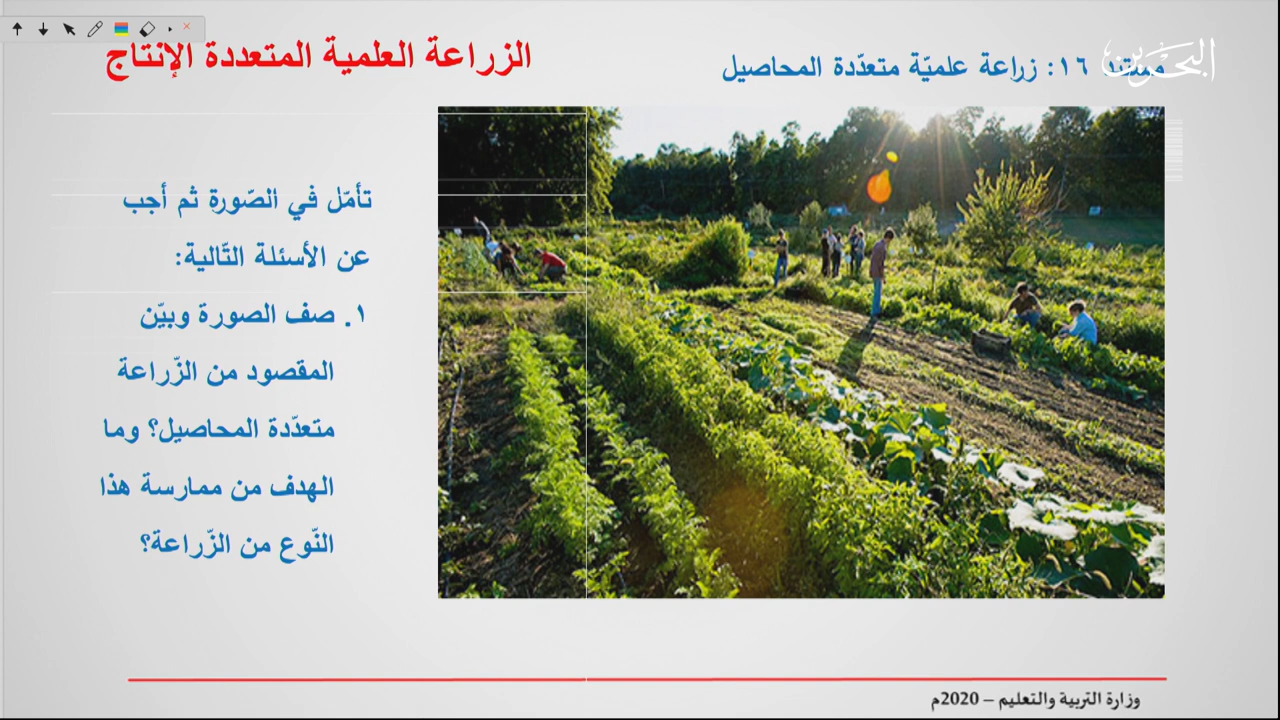 الزراعة العلمية المتعددة الإنتاج
البحرين
مستند ١٦: زراعة علميّة متعدّدة المحاصيل
تأمّل في الصّورة ثم أجب
عن الأسئلة التّالية:
١. صف الصورة وبيّن
المقصود من الزّراعة
متعدّدة المحاصيل؟ وما
الهدف من ممارسة هذا
النّوع من الزّراعة؟
وزارة التربية والتعليم – 2020م